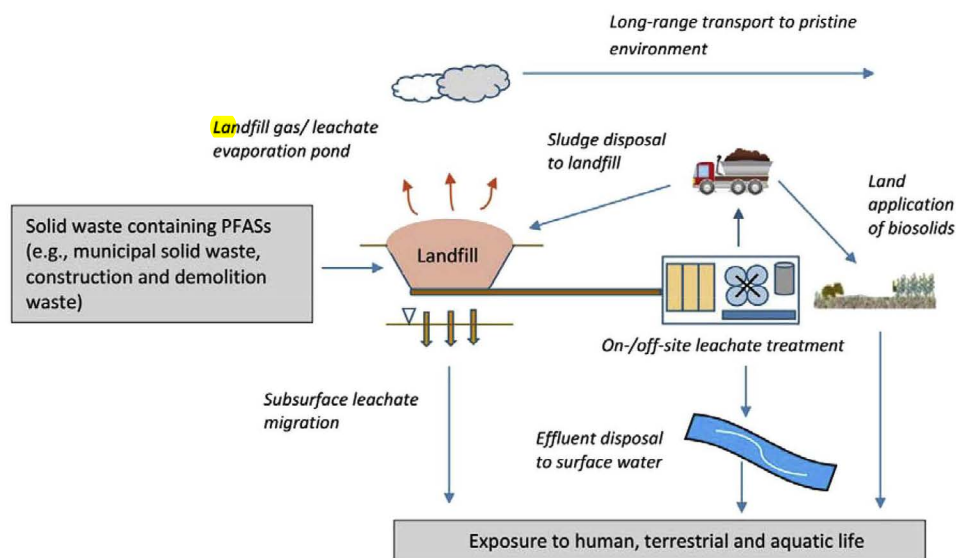 Long-range transport to pristine
environment
Landfill gas/ leachate
evaporation pond
Sludge disposal
to landfill
Land
application
of biosolids
Solid waste containing PFASs
(e.g., municipal solid waste,
construction and demolition
waste)
Landfill
On-/off-site leachate treatment
Subsurface leachate
migration
Effluent disposal
to surface water
Exposure to human, terrestrial and aquatic life